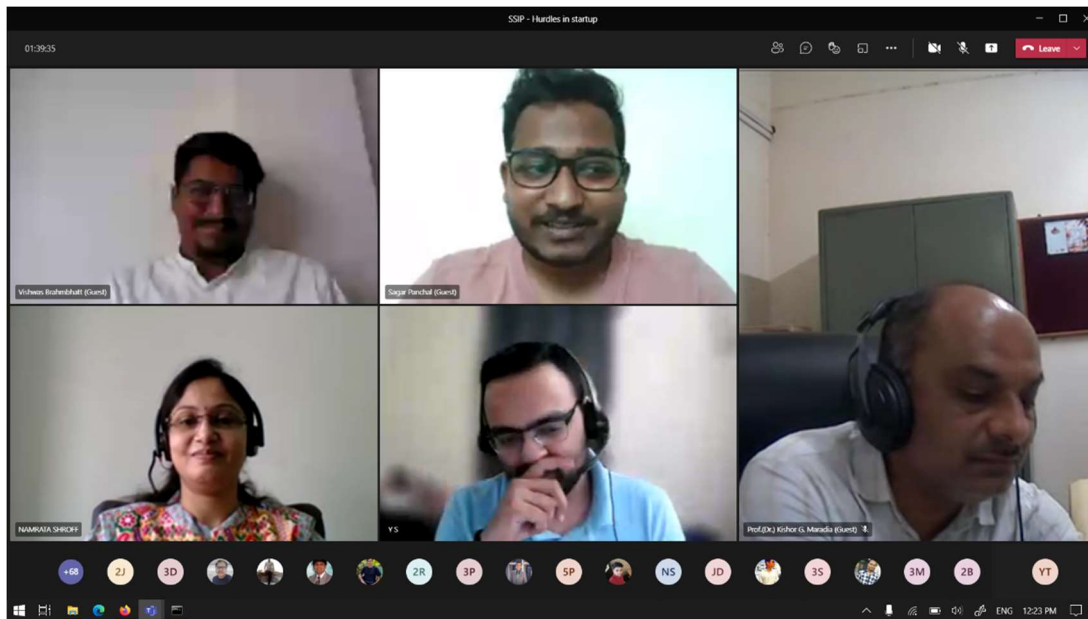 SSIP - Hurdles in startup
01:39:35
Leave
Vishwas Brahmbhatt (Guest)
Sagar Panchal (Guest)
NAMRATA SHROFF
Y S
Prof.(Dr.) Kishor G. Maradia (Guest)
+68
2J
3D
2R
3P
5P
NS
JD
3S
3M
2B
YT
ENG
12:23 PM